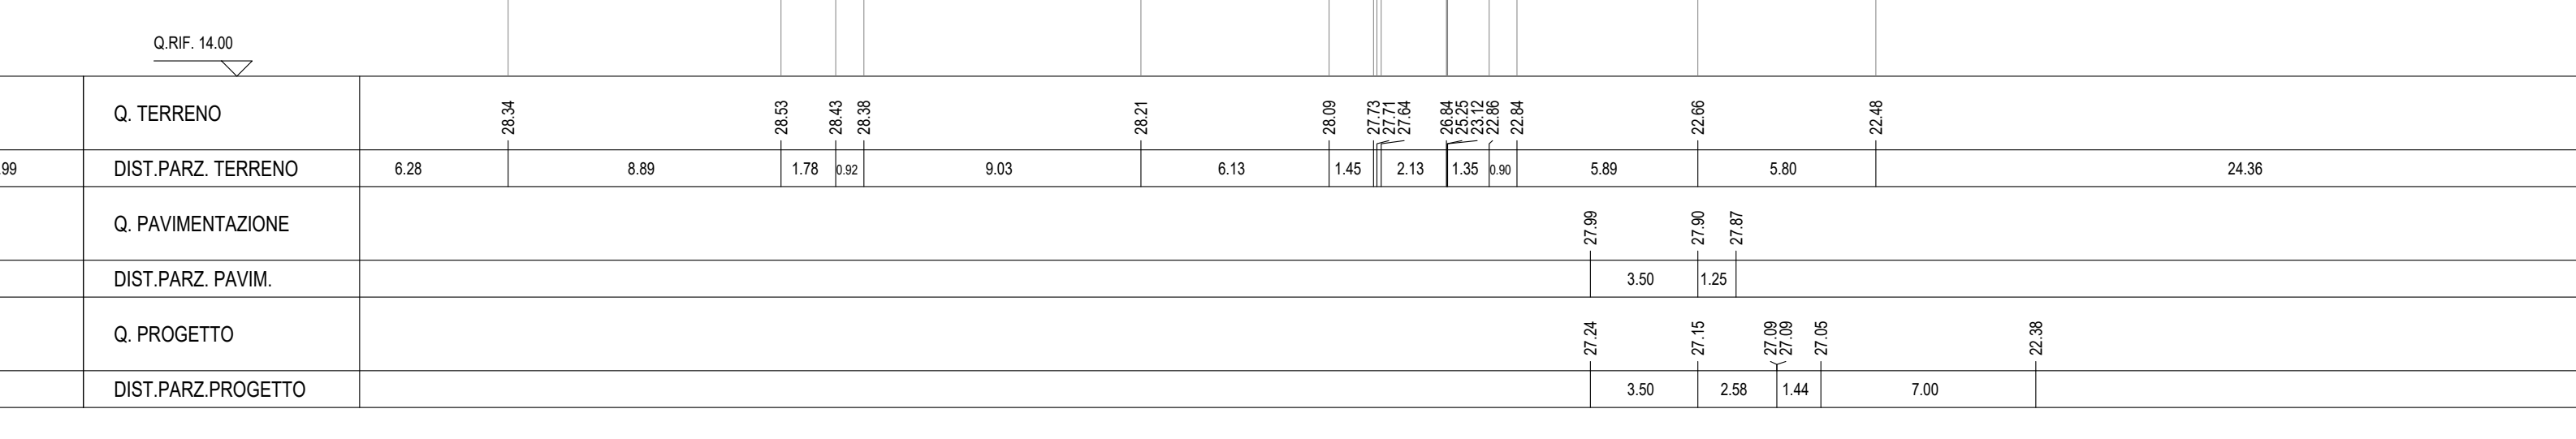 Q.RIF. 14.00
Q. TERRENO 28.34 28.53 28.43 28.38 28.21 28.09 27.73 27.71 27.64 26.84 25.25 23.12 22.86 22.84 22.66 22.48
.99 DIST.PARZ. TERRENO 6.28 8.89 1.78 0.92 9.03 6.13 1.45 2.13 1.35 0.90 5.89 5.80 24.36
Q. PAVIMENTAZIONE 27.99 27.90 27.87
DIST.PARZ. PAVIM. 3.50 1.25
Q. PROGETTO 27.24 27.15 27.09 27.09 27.05 22.38
DIST.PARZ.PROGETTO 3.50 2.58 1.44 7.00